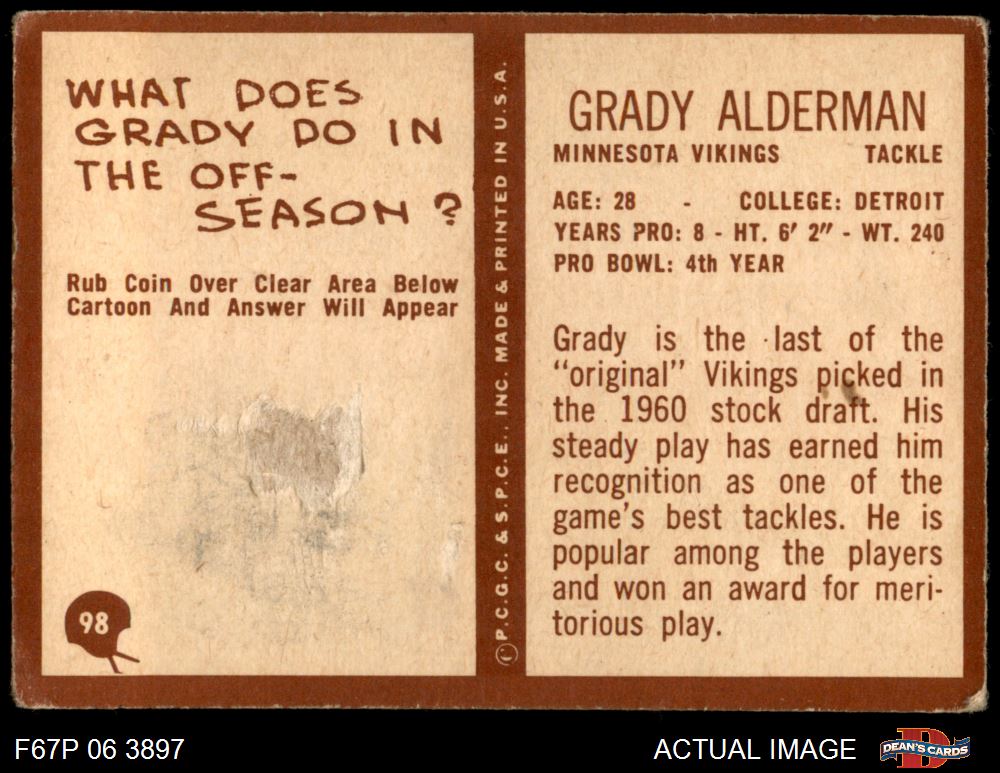 WHAT DOES
GRADY DO IN
THE OFF-
SEASON ?
Rub Coin Over Clear Area Below
Cartoon And Answer Will Appear
98
©P.C.G.C. & S.P.C.E., INC. MADE & PRINTED IN U.S.A.
GRADY ALDERMAN
MINNESOTA VIKINGS TACKLE
AGE: 28 - COLLEGE: DETROIT
YEARS PRO: 8 - HT. 6′ 2″ - WT. 240
PRO BOWL: 4th YEAR
Grady is the last of the
“original” Vikings picked in
the 1960 stock draft. His
steady play has earned him
recognition as one of the
game's best tackles. He is
popular among the players
and won an award for meri-
torious play.
F67P 06 3897
ACTUAL IMAGE
DEAN'S CARDS